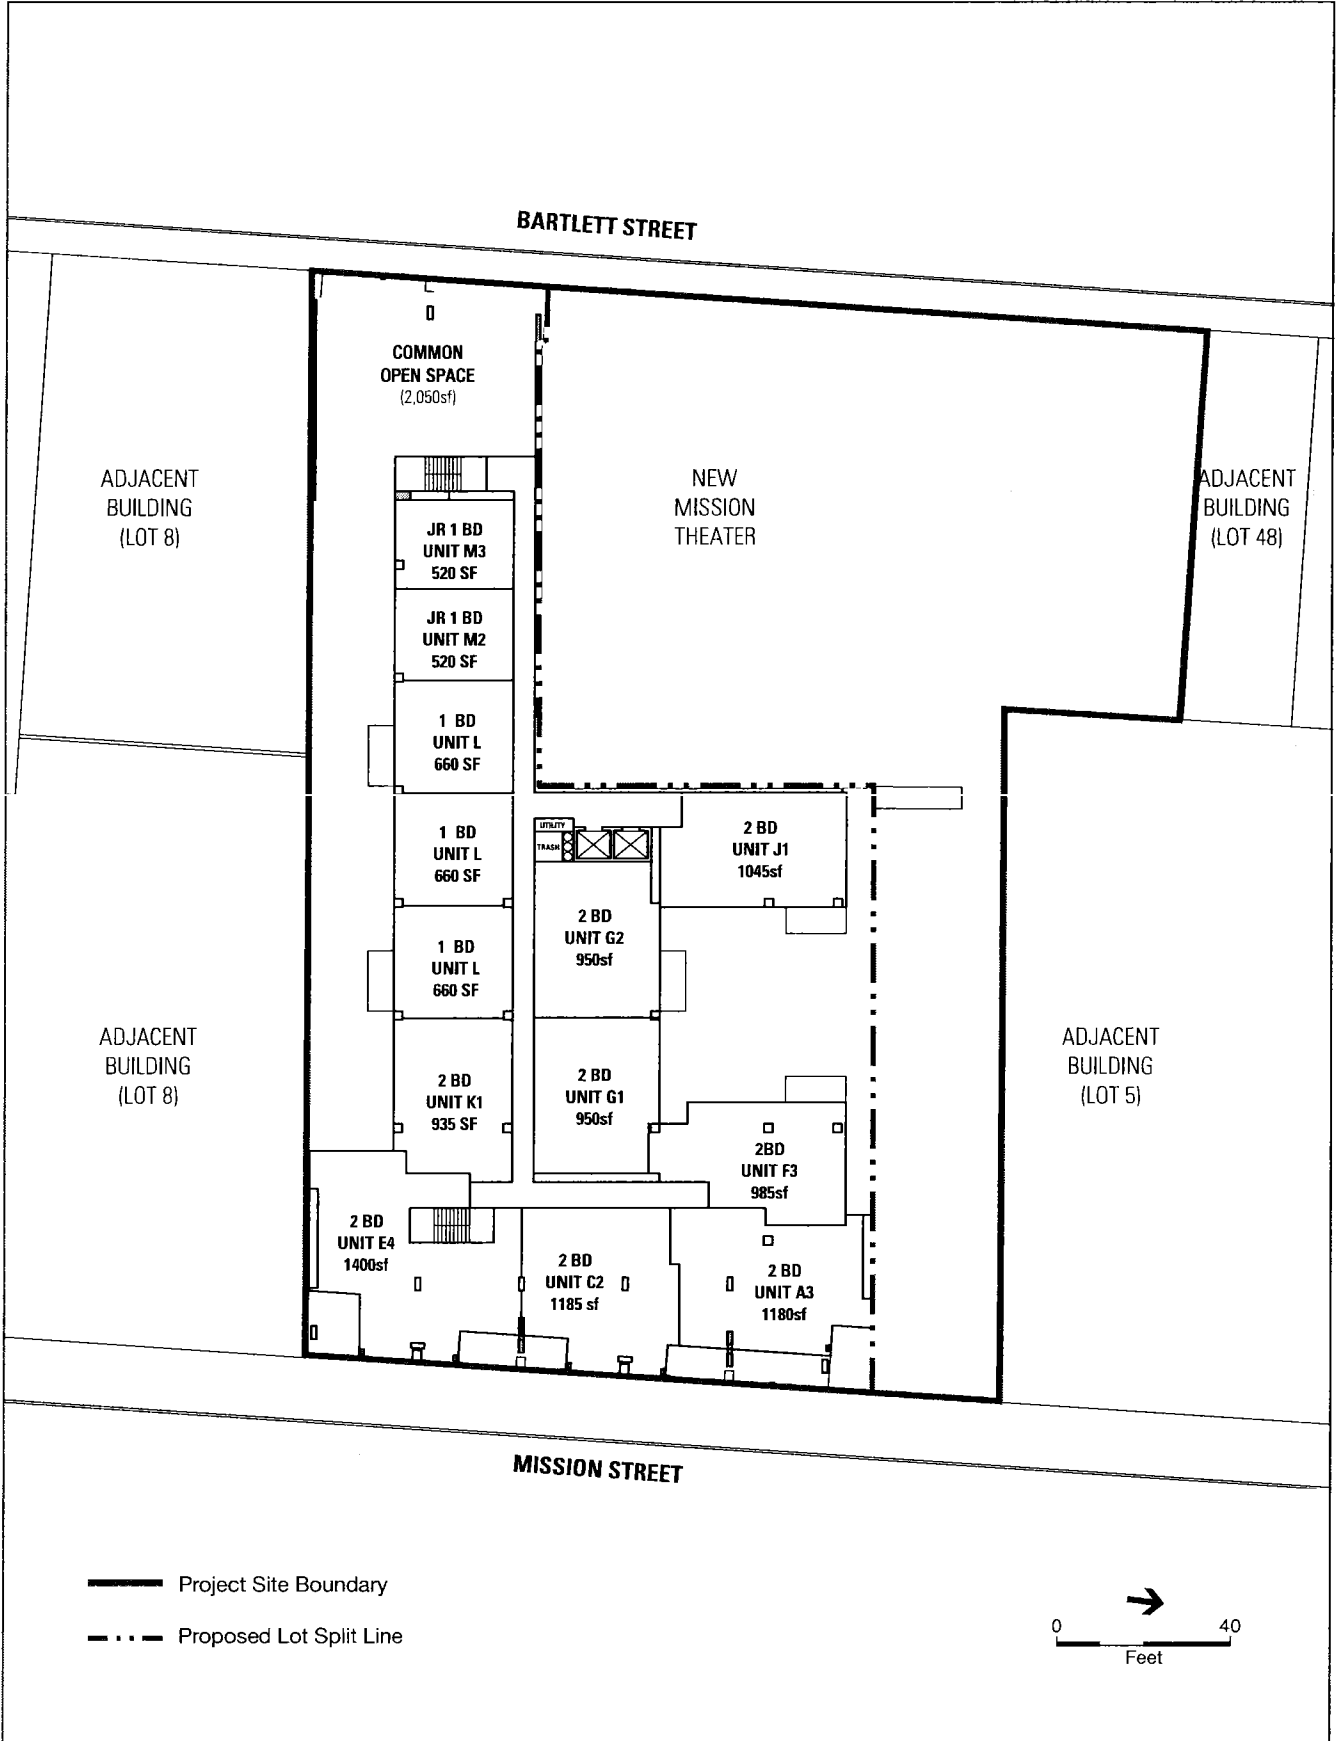 BARTLETT STREET
COMMON
OPEN SPACE
(2,050sf)
ADJACENT
BUILDING
(LOT 8)
NEW
MISSION
THEATER
ADJACENT
BUILDING
(LOT 48)
JR 1 BD
UNIT M3
520 SF
JR 1 BD
UNIT M2
520 SF
1 BD
UNIT L
660 SF
1 BD
UNIT L
660 SF
UTILITY
TRASH
2 BD
UNIT J1
1045sf
2 BD
UNIT G2
950sf
1 BD
UNIT L
660 SF
ADJACENT
BUILDING
(LOT 8)
2 BD
UNIT K1
935 SF
2 BD
UNIT G1
950sf
ADJACENT
BUILDING
(LOT 5)
2BD
UNIT F3
985sf
2 BD
UNIT E4
1400sf
2 BD
UNIT C2
1185 sf
2 BD
UNIT A3
1180sf
MISSION STREET
Project Site Boundary
Proposed Lot Split Line
0 40
Feet